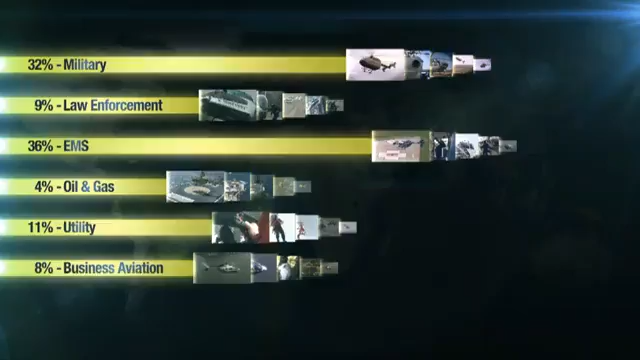 32% - Military
9% - Law Enforcement
36% - EMS
4% - Oil & Gas
11% - Utility
8% - Business Aviation